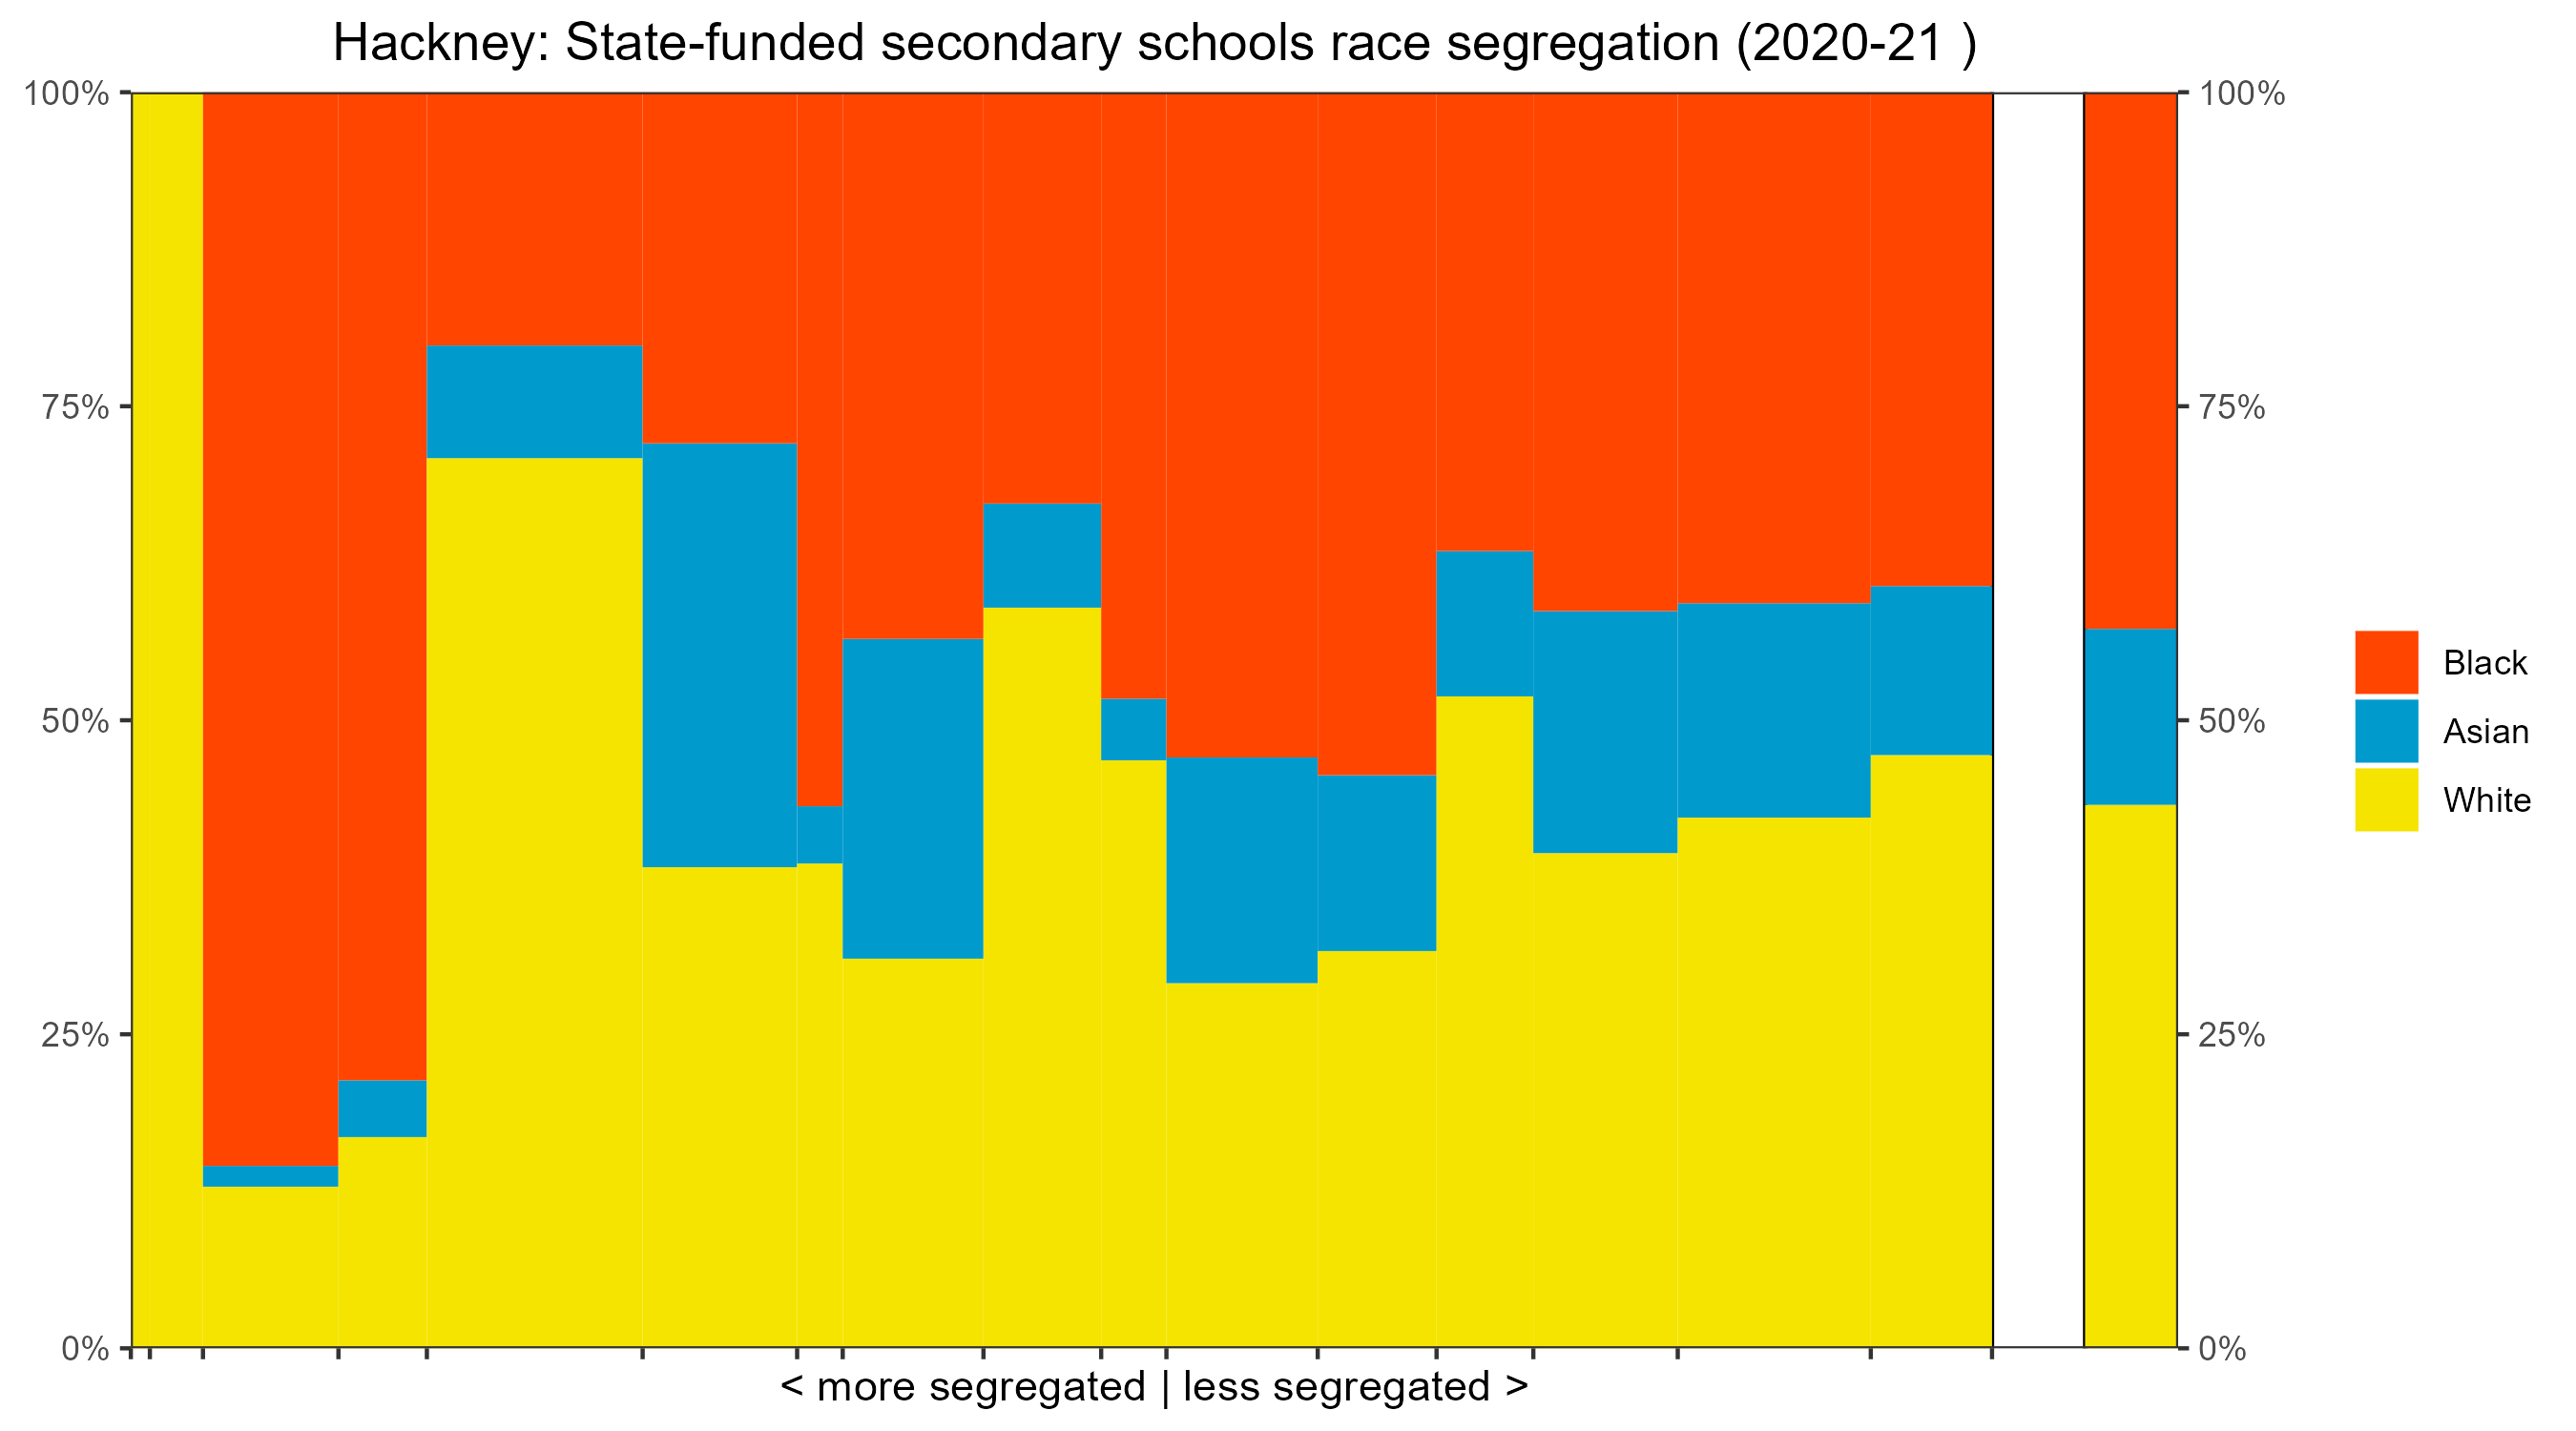 Hackney: State-funded secondary schools race segregation (2020-21 )
100%
100%
75%
75%
50%
50%
25%
25%
0%
0%
Black
Asian
White
< more segregated | less segregated >